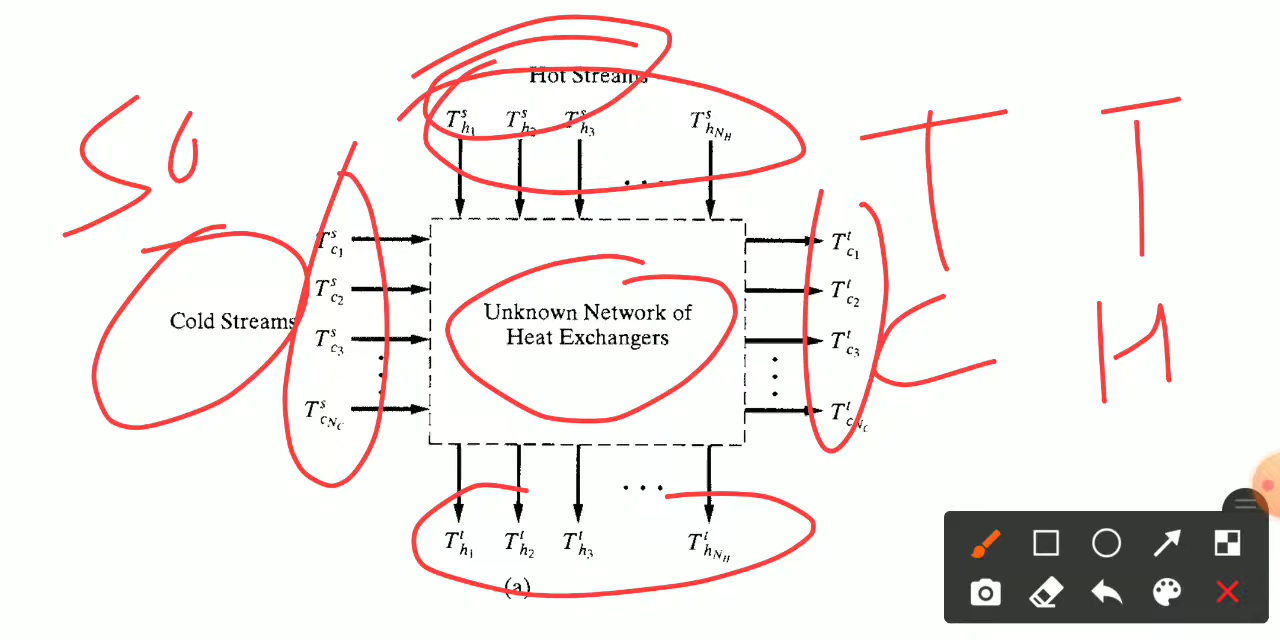 Hot Streams
T^s_{h_1} T^s_{h_2} T^s_{h_3} T^s_{h_{N_H}}
. . .
S T T
T^s_{c_1} T^t_{c_1}
T^s_{c_2} T^t_{c_2}
Unknown Network of
Cold Streams Heat Exchangers
T^s_{c_3} T^t_{c_3} C H
T^s_{c_{N_C}} T^t_{c_{N_C}}
. . .
T^t_{h_1} T^t_{h_2} T^t_{h_3} T^t_{h_{N_H}}
(a)